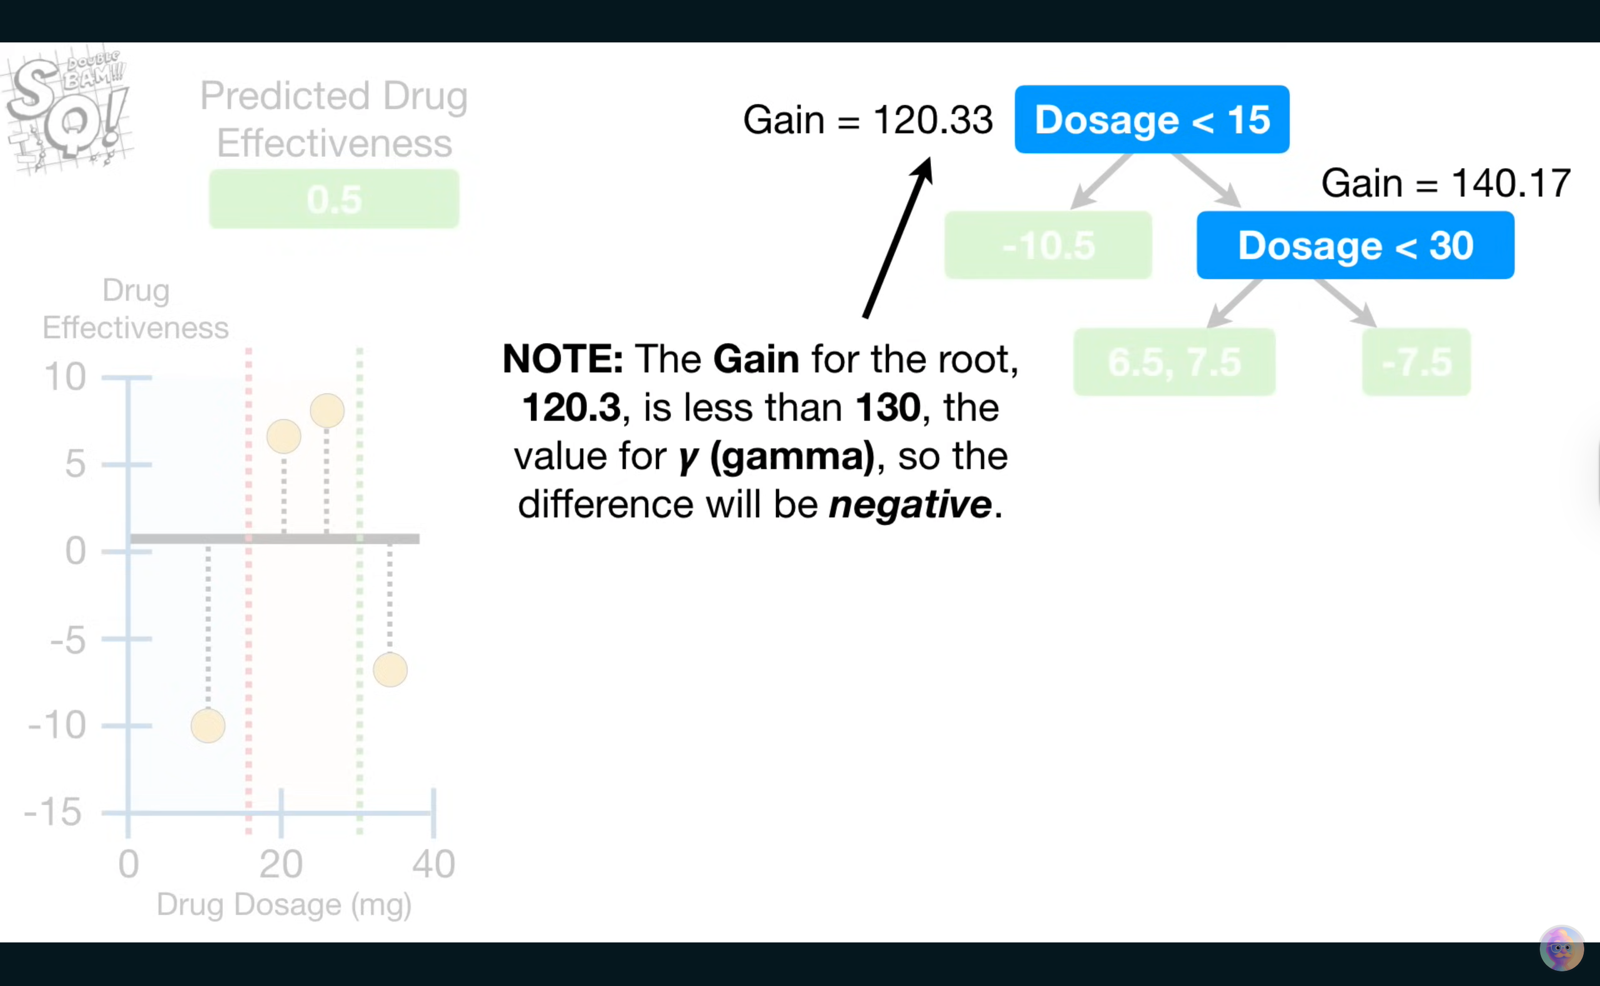 DOUBLE
BAM!!!
SQ!
Predicted Drug
Effectiveness
0.5
Gain = 120.33
Dosage < 15
Gain = 140.17
-10.5
Dosage < 30
6.5, 7.5
-7.5
NOTE: The Gain for the root,
120.3, is less than 130, the
value for γ (gamma), so the
difference will be negative.
Drug
Effectiveness
10
5
0
-5
-10
-15
0 20 40
Drug Dosage (mg)